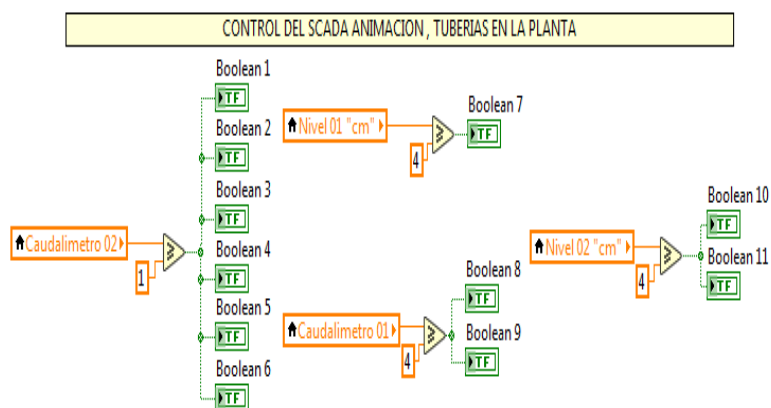 CONTROL DEL SCADA ANIMACION , TUBERIAS EN LA PLANTA
Boolean 1
TF
Boolean 2
TF
Boolean 3
TF
Boolean 4
TF
Boolean 5
TF
Boolean 6
TF
Caudalimetro 02
1
Nivel 01 "cm"
4
Boolean 7
TF
Caudalimetro 01
4
Boolean 8
TF
Boolean 9
TF
Nivel 02 "cm"
4
Boolean 10
TF
Boolean 11
TF